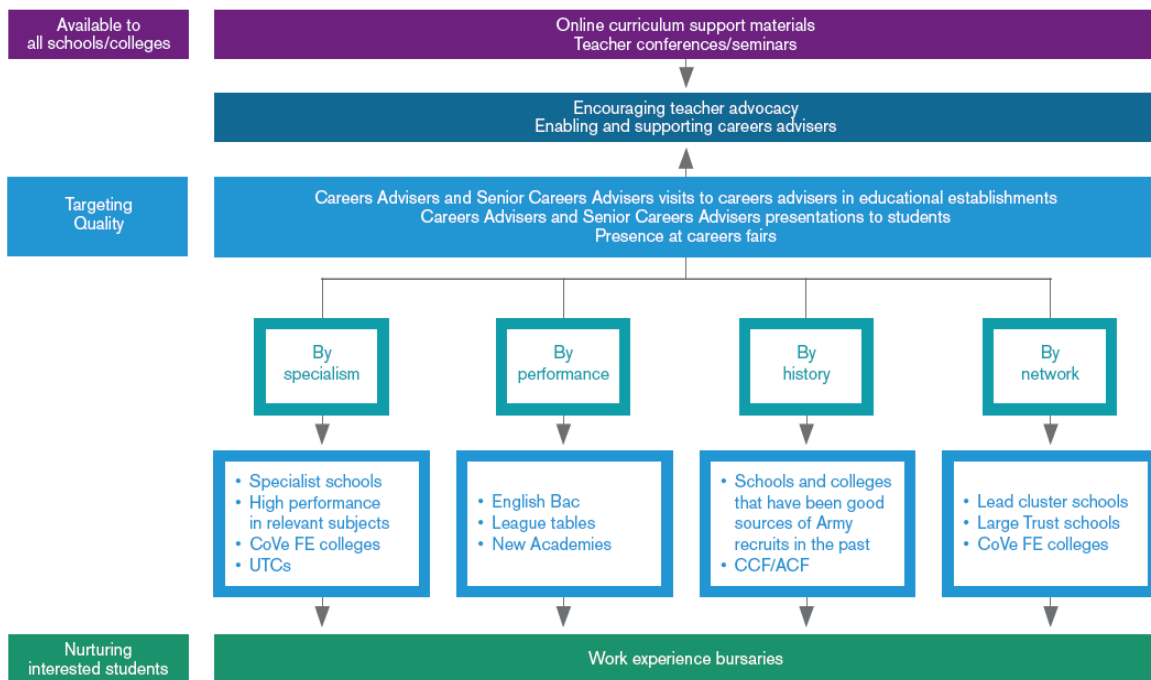 Available to
all schools/colleges
Online curriculum support materials
Teacher conferences/seminars
Encouraging teacher advocacy
Enabling and supporting careers advisers
Targeting
Quality
Careers Advisers and Senior Careers Advisers visits to careers advisers in educational establishments
Careers Advisers and Senior Careers Advisers presentations to students
Presence at careers fairs
By
specialism
By
performance
By
history
By
network
• Specialist schools
• High performance
in relevant subjects
• CoVe FE colleges
• UTCs
• English Bac
• League tables
• New Academies
• Schools and colleges
that have been good
sources of Army
recruits in the past
• CCF/ACF
• Lead cluster schools
• Large Trust schools
• CoVe FE colleges
Nurturing
interested students
Work experience bursaries